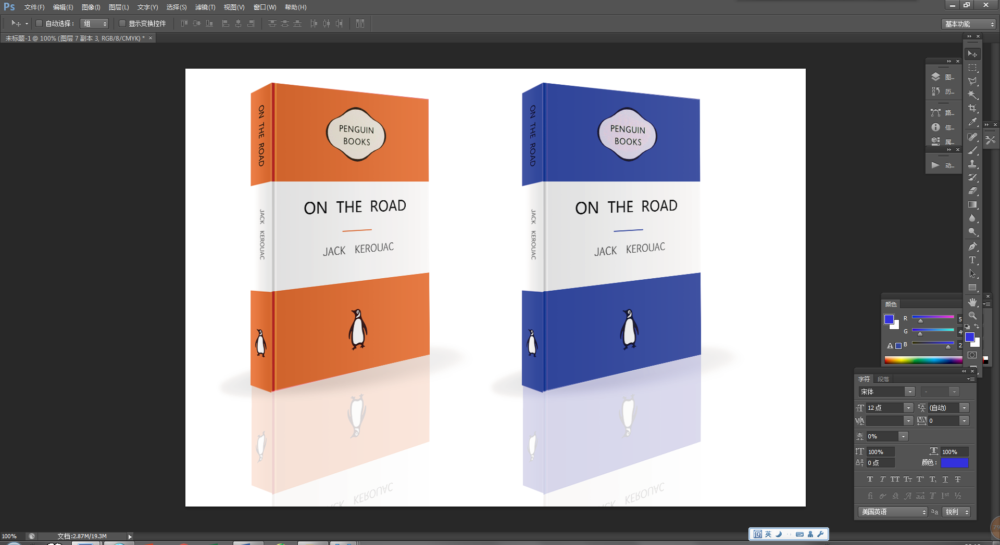 Ps 文件(F) 编辑(E) 图像(I) 图层(L) 文字(Y) 选择(S) 滤镜(T) 视图(V) 窗口(W) 帮助(H)
自动选择： 组 显示变换控件 基本功能
未标题-1 @ 100% (图层 7 副本 3, RGB/8/CMYK) * ×
ON THE ROAD
PENGUIN
BOOKS
ON THE ROAD
JACK KEROUAC
JACK KEROUAC
KEROUAC
ON THE ROAD
PENGUIN
BOOKS
ON THE ROAD
JACK KEROUAC
JACK KEROUAC
KEROUAC
图...
历...
路...
信...
属...
动...
颜色
R 5
G
B 2
字符 段落
宋体 -
12 点 (自动)
0
0%
100% 100%
0 点 颜色：
T T TT Tr T¹ T, T T
fi st A aa T 1st ½
美国英语 aa 锐利
100% 文档:2.87M/19.3M
英
79